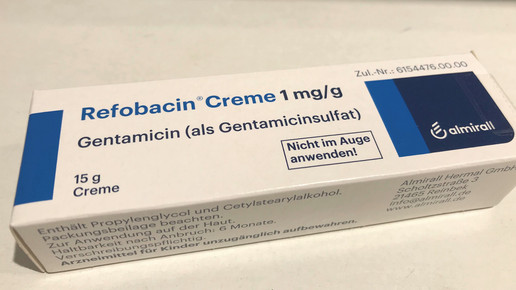 Zul.-Nr.: 6154476.00.00
Refobacin® Creme 1 mg/g
Gentamicin (als Gentamicinsulfat)
almirall
Nicht im Auge
anwenden!
15 g
Creme
Enthält Propylenglycol und Cetylstearylalkohol.
Packungsbeilage beachten.
Zur Anwendung auf der Haut.
Haltbarkeit nach Anbruch: 6 Monate.
Verschreibungspflichtig.
Arzneimittel für Kinder unzugänglich aufbewahren.
Almirall Hermal GmbH
Scholtzstraße 3
21465 Reinbek
info@almirall.de
www.almirall.de